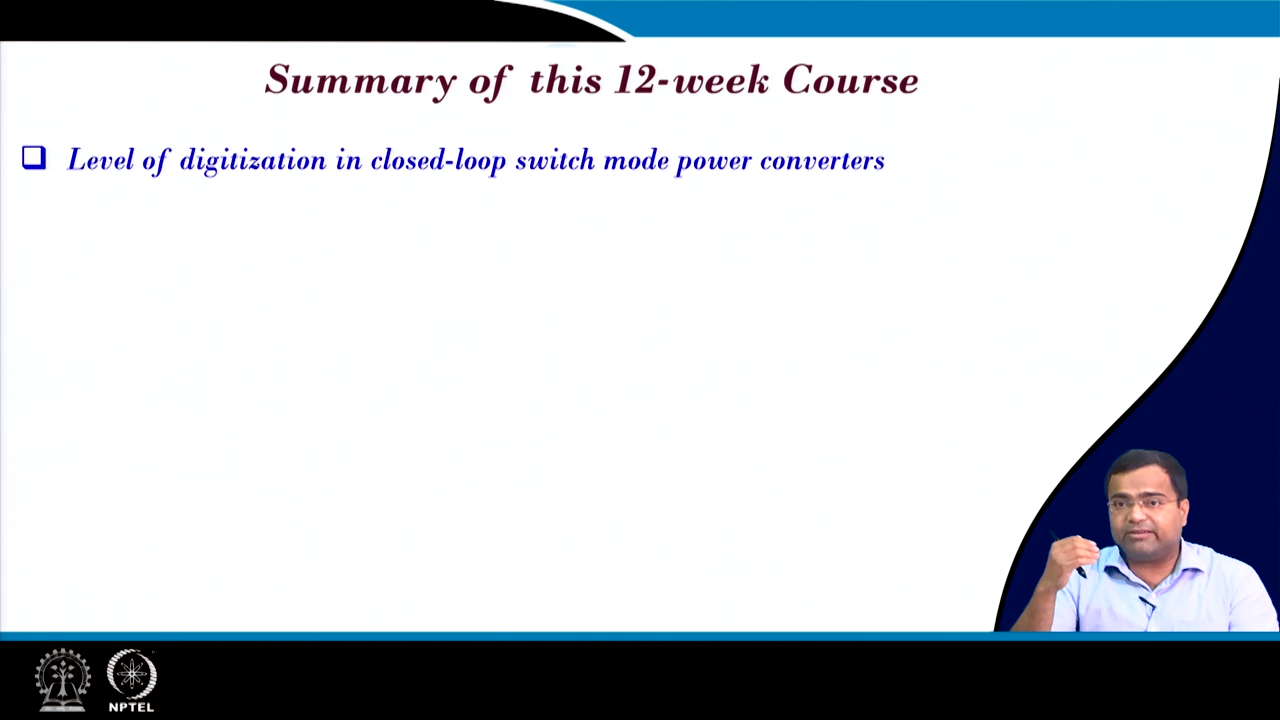 Summary of this 12-week Course
Level of digitization in closed-loop switch mode power converters
NPTEL